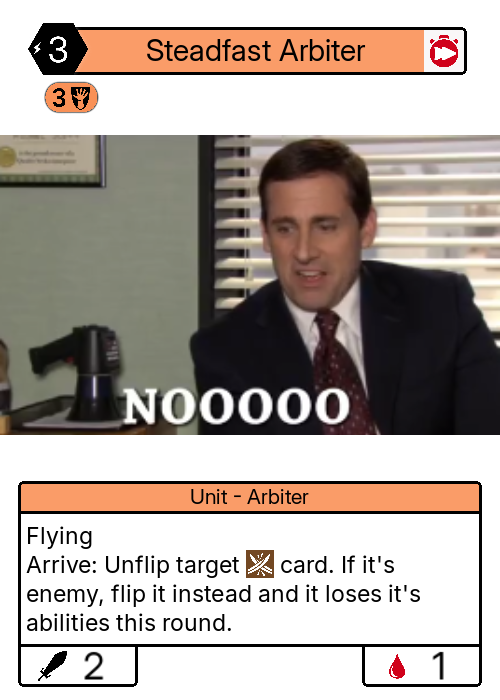 3
Steadfast Arbiter
3
NOOOOO
Unit - Arbiter
Flying
Arrive: Unflip target card. If it's
enemy, flip it instead and it loses it's
abilities this round.
2
1